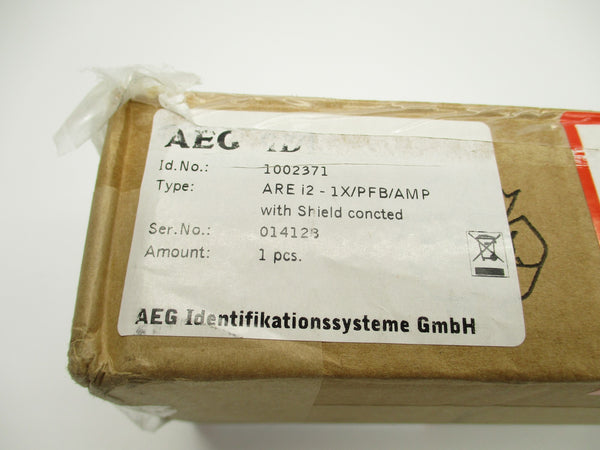 AEG ID
Id.No.: 1002371
Type: ARE i2 - 1X/PFB/AMP
with Shield concted
Ser.No.: 014128
Amount: 1 pcs.
AEG Identifikationssysteme GmbH